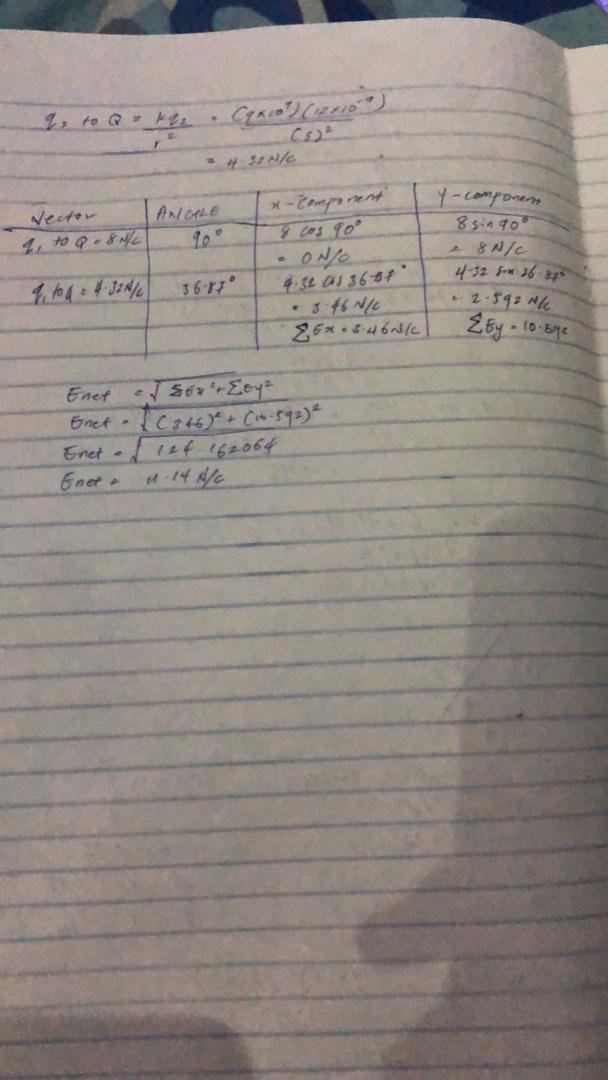 q₂ to Q = kq₂/r² = (9×10⁹)(12×10⁻⁹)/(5)²
= 4.32 N/C
Vector ANGLE x-component y-component
q₁ to Q = 8 N/C 90° 8 cos 90° 8 sin 90°
= 0 N/C = 8 N/C
4.32 N/C 36.87° 4.32 cos 36.87° 4.32 sin 36.87°
= 3.46 N/C = 2.592 N/C
ΣEx = 3.46 N/C ΣEy = 10.592
Enet = √ΣEx² + ΣEy²
Enet = √(3.46)² + (10.592)²
Enet = √124.162064
Enet = 11.14 N/C